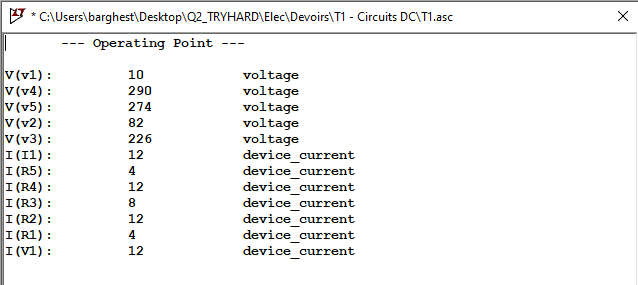 * C:\Users\barghest\Desktop\Q2_TRYHARD\Elec\Devoirs\T1 - Circuits DC\T1.asc
--- Operating Point ---
V(v1): 10 voltage
V(v4): 290 voltage
V(v5): 274 voltage
V(v2): 82 voltage
V(v3): 226 voltage
I(I1): 12 device_current
I(R5): 4 device_current
I(R4): 12 device_current
I(R3): 8 device_current
I(R2): 12 device_current
I(R1): 4 device_current
I(V1): 12 device_current